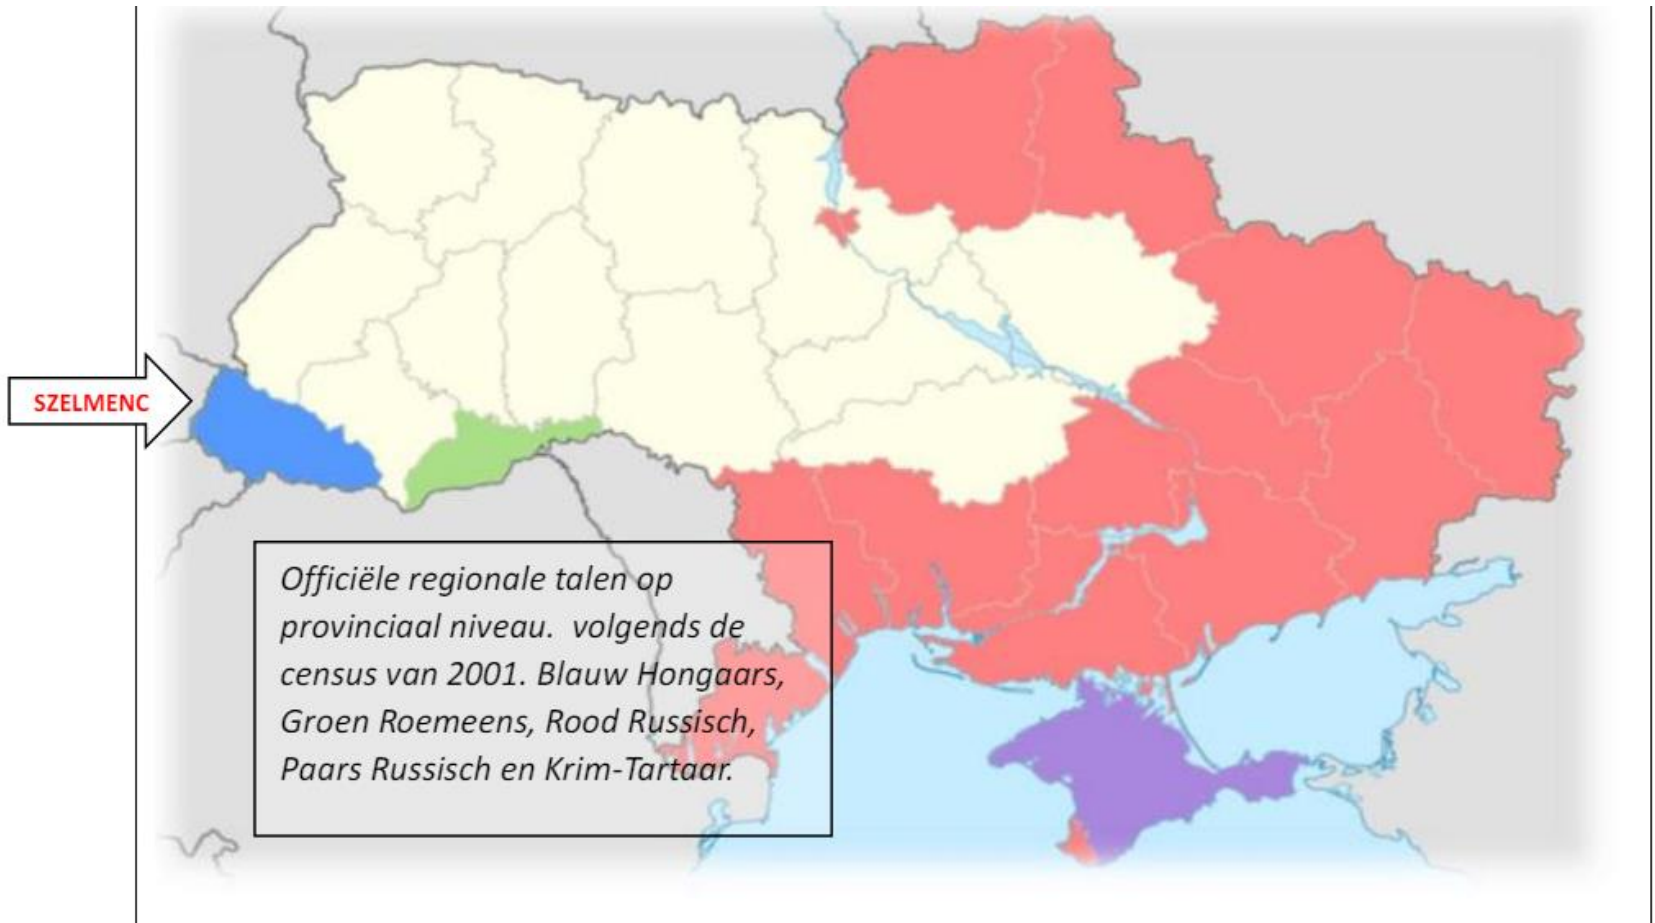 SZELMENC
Officiële regionale talen op
provinciaal niveau.  volgends de
census van 2001. Blauw Hongaars,
Groen Roemeens, Rood Russisch,
Paars Russisch en Krim-Tartaar.